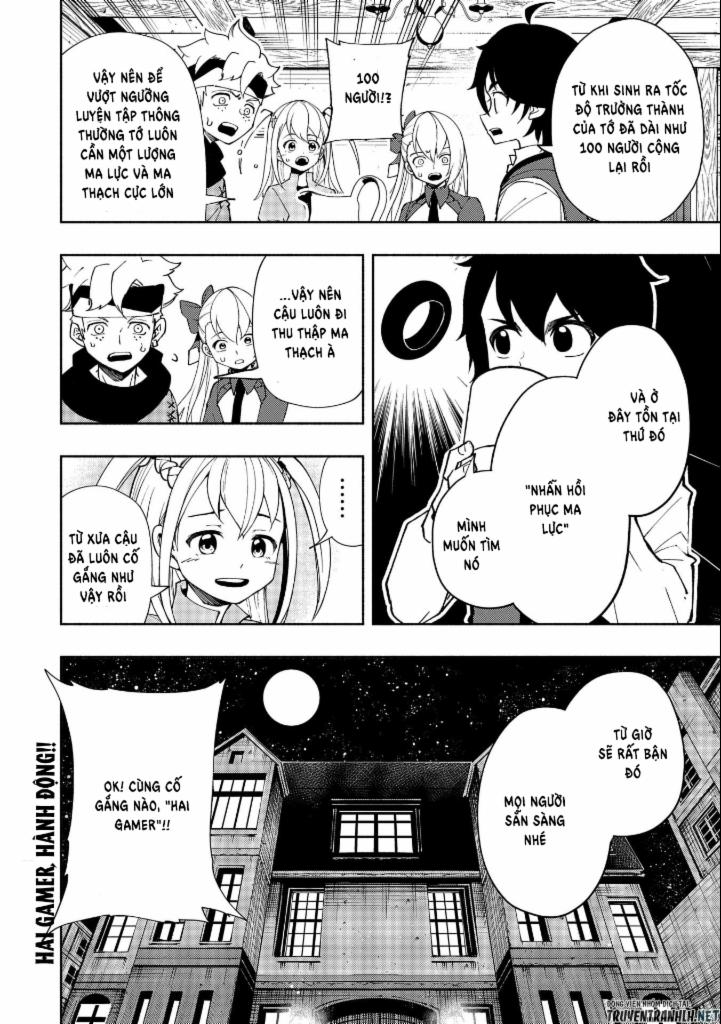 TỪ KHI SINH RA TỐC
ĐỘ TRƯỞNG THÀNH
CỦA TỚ ĐÃ DÀI NHƯ
100 NGƯỜI CỘNG
LẠI RỒI
100
NGƯỜI!?
VẬY NÊN ĐỂ
VƯỢT NGƯỠNG
LUYỆN TẬP THÔNG
THƯỜNG TỚ LUÔN
CẦN MỘT LƯỢNG
MA LỰC VÀ MA
THẠCH CỰC LỚN
VÀ Ở
ĐÂY TỒN TẠI
THỨ ĐÓ
"NHẪN HỒI
PHỤC MA
LỰC"
MÌNH
MUỐN TÌM
NÓ
...VẬY NÊN
CẬU LUÔN ĐI
THU THẬP MA
THẠCH À
......
TỪ XƯA CẬU
ĐÃ LUÔN CỐ
GẮNG NHƯ
VẬY RỒI
TỪ GIỜ
SẼ RẤT BẬN
ĐÓ
MỌI NGƯỜI
SẴN SÀNG
NHÉ
OK! CÙNG CỐ
GẮNG NÀO, "HAI
GAMER"!!
HAI GAMER, HÀNH ĐỘNG!!
ĐỘNG VIÊN NHÓM DỊCH TẠI
TRUYENTRANHLH.NET